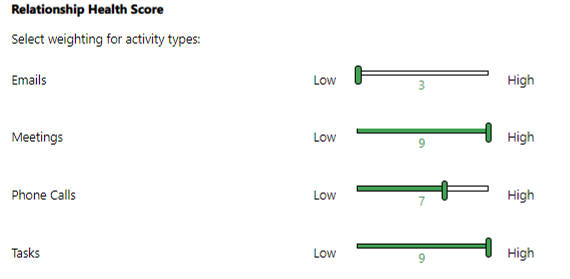 Relationship Health Score
Select weighting for activity types:
Emails Low 3 High
Meetings Low 9 High
Phone Calls Low 7 High
Tasks Low 9 High